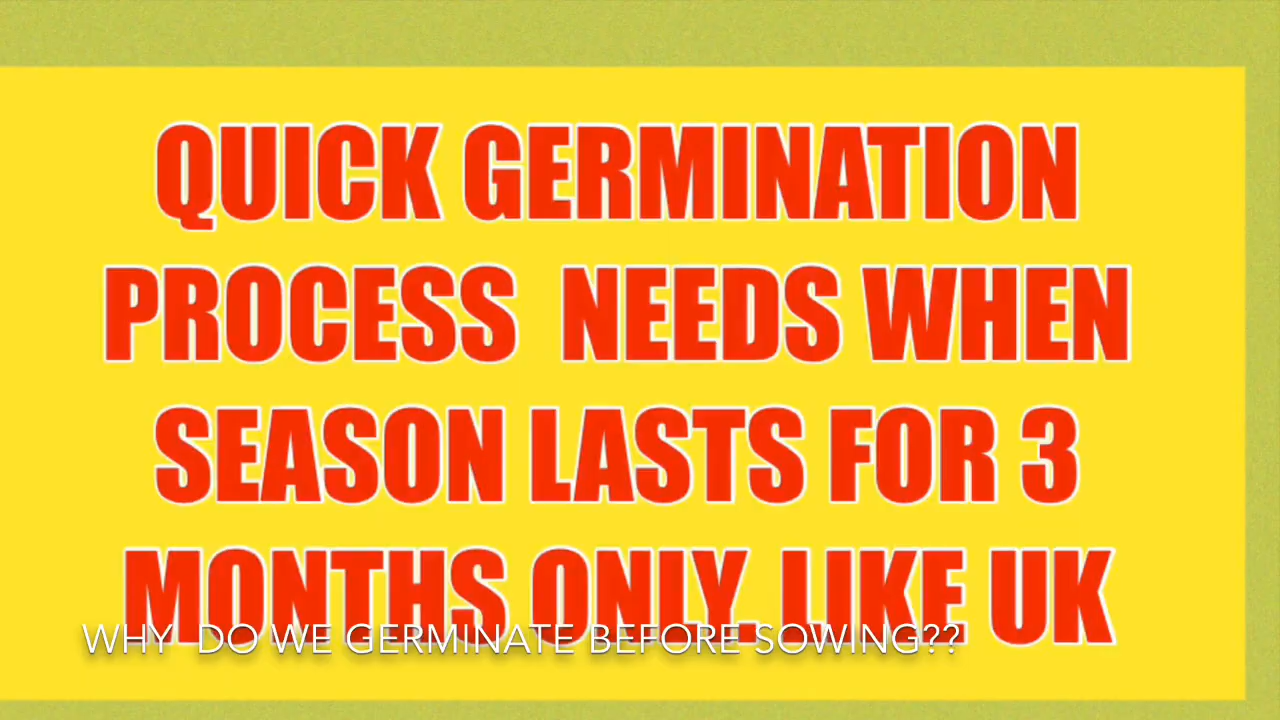 QUICK GERMINATION
PROCESS NEEDS WHEN
SEASON LASTS FOR 3
MONTHS ONLY. LIKE UK
WHY DO WE GERMINATE BEFORE SOWING??